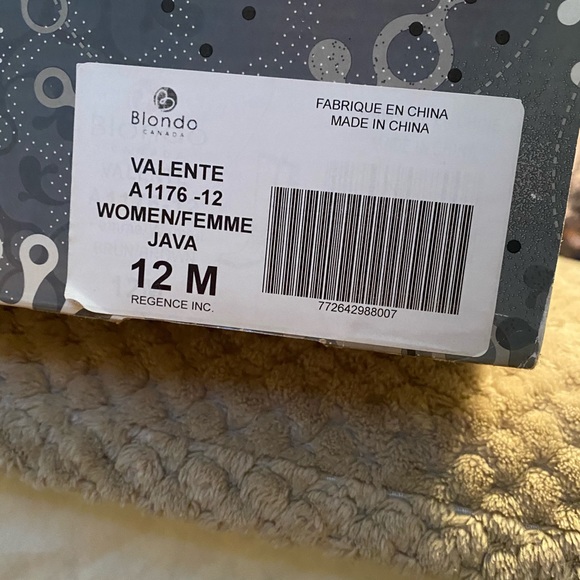 Blondo
CANADA
FABRIQUE EN CHINA
MADE IN CHINA
VALENTE
A1176 -12
WOMEN/FEMME
JAVA
12 M
REGENCE INC.
772642988007